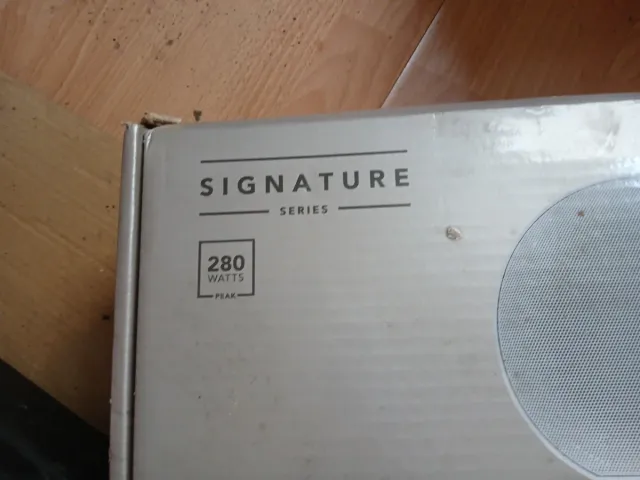 SIGNATURE
SERIES
280
WATTS
PEAK